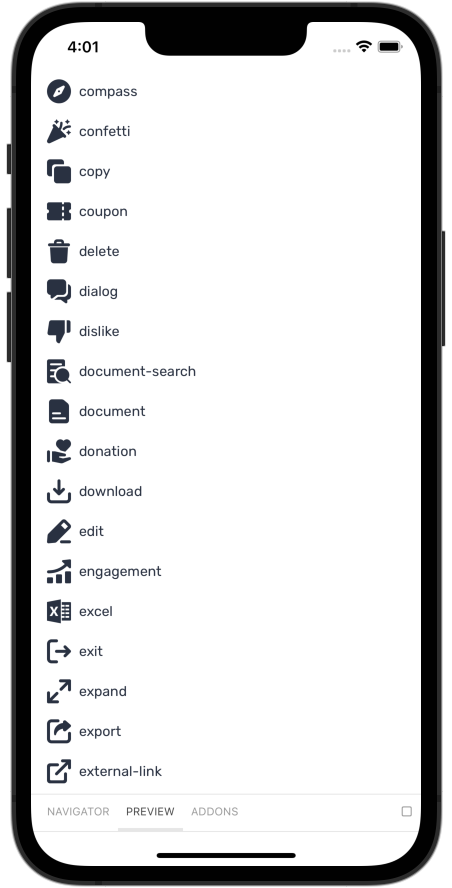 4:01
compass
confetti
copy
coupon
delete
dialog
dislike
document-search
document
donation
download
edit
engagement
excel
exit
expand
export
external-link
NAVIGATOR PREVIEW ADDONS